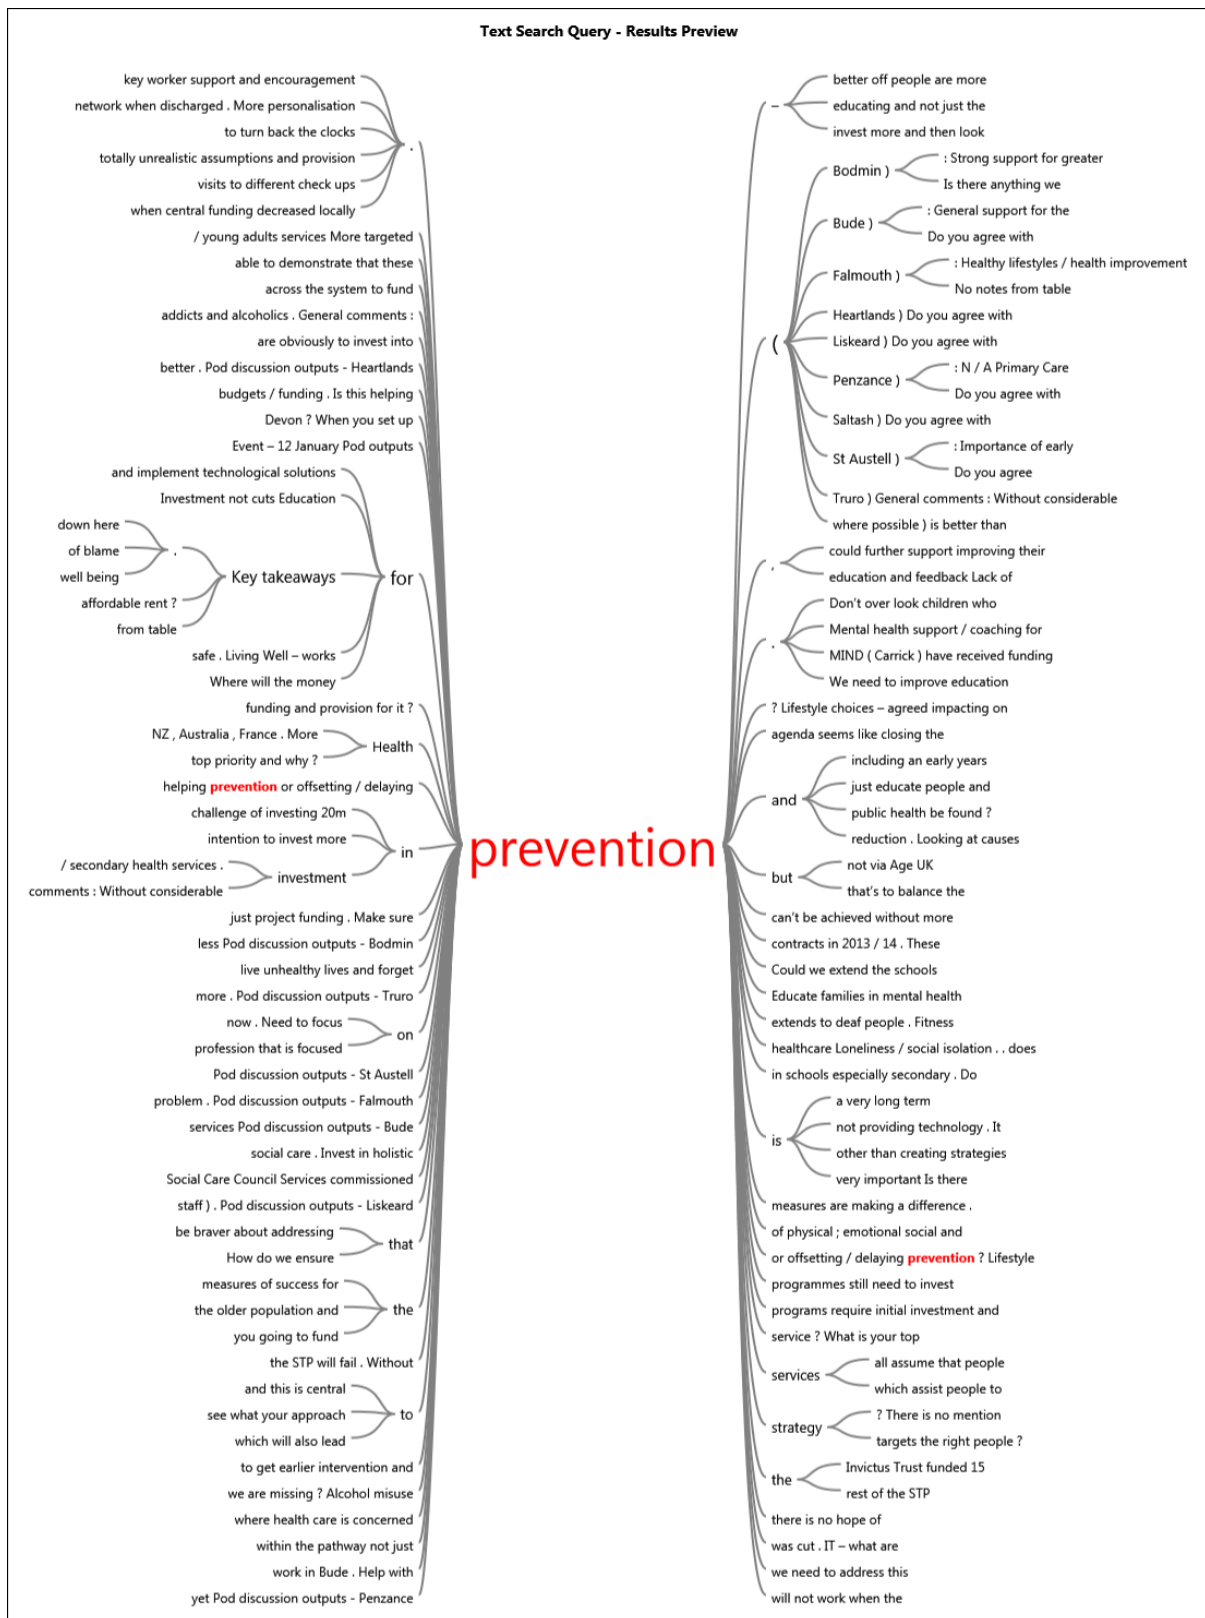 Text Search Query - Results Preview
key worker support and encouragement
network when discharged . More personalisation
to turn back the clocks
totally unrealistic assumptions and provision
visits to different check ups
when central funding decreased locally
.
/ young adults services More targeted
able to demonstrate that these
across the system to fund
addicts and alcoholics . General comments :
are obviously to invest into
better . Pod discussion outputs - Heartlands
budgets / funding . Is this helping
Devon ? When you set up
Event – 12 January Pod outputs
and implement technological solutions
Investment not cuts Education
down here
of blame
well being
.
affordable rent ?
from table
Key takeaways
safe . Living Well – works
Where will the money
for
funding and provision for it ?
NZ , Australia , France . More
top priority and why ?
Health
helping prevention or offsetting / delaying
challenge of investing 20m
intention to invest more
/ secondary health services .
comments : Without considerable
investment
in
just project funding . Make sure
less Pod discussion outputs - Bodmin
live unhealthy lives and forget
more . Pod discussion outputs - Truro
now . Need to focus
profession that is focused
on
Pod discussion outputs - St Austell
problem . Pod discussion outputs - Falmouth
services Pod discussion outputs - Bude
social care . Invest in holistic
Social Care Council Services commissioned
staff ) . Pod discussion outputs - Liskeard
be braver about addressing
How do we ensure
that
measures of success for
the older population and
you going to fund
the
the STP will fail . Without
and this is central
see what your approach
which will also lead
to
to get earlier intervention and
we are missing ? Alcohol misuse
where health care is concerned
within the pathway not just
work in Bude . Help with
yet Pod discussion outputs - Penzance
prevention
–
better off people are more
educating and not just the
invest more and then look
(
Bodmin )
: Strong support for greater
Is there anything we
Bude )
: General support for the
Do you agree with
Falmouth )
: Healthy lifestyles / health improvement
No notes from table
Heartlands ) Do you agree with
Liskeard ) Do you agree with
Penzance )
: N / A Primary Care
Do you agree with
Saltash ) Do you agree with
St Austell )
: Importance of early
Do you agree
Truro ) General comments : Without considerable
where possible ) is better than
,
could further support improving their
education and feedback Lack of
.
Don't over look children who
Mental health support / coaching for
MIND ( Carrick ) have received funding
We need to improve education
? Lifestyle choices – agreed impacting on
agenda seems like closing the
and
including an early years
just educate people and
public health be found ?
reduction . Looking at causes
but
not via Age UK
that's to balance the
can't be achieved without more
contracts in 2013 / 14 . These
Could we extend the schools
Educate families in mental health
extends to deaf people . Fitness
healthcare Loneliness / social isolation . . does
in schools especially secondary . Do
is
a very long term
not providing technology . It
other than creating strategies
very important Is there
measures are making a difference .
of physical ; emotional social and
or offsetting / delaying prevention ? Lifestyle
programmes still need to invest
programs require initial investment and
service ? What is your top
services
all assume that people
which assist people to
strategy
? There is no mention
targets the right people ?
the
Invictus Trust funded 15
rest of the STP
there is no hope of
was cut . IT – what are
we need to address this
will not work when the